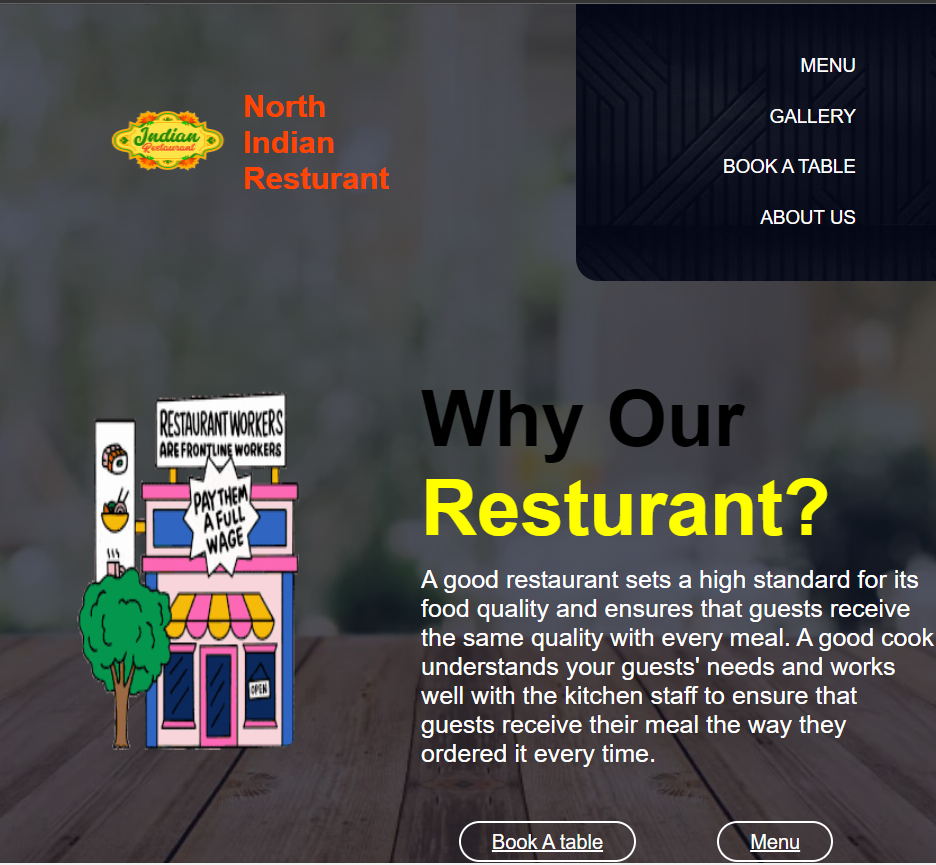 Indian
Restaurant
North
Indian
Resturant
MENU
GALLERY
BOOK A TABLE
ABOUT US
RESTAURANT WORKERS
ARE FRONTLINE WORKERS
PAY THEM
A FULL
WAGE
OPEN
Why Our
Resturant?
A good restaurant sets a high standard for its
food quality and ensures that guests receive
the same quality with every meal. A good cook
understands your guests' needs and works
well with the kitchen staff to ensure that
guests receive their meal the way they
ordered it every time.
Book A table
Menu